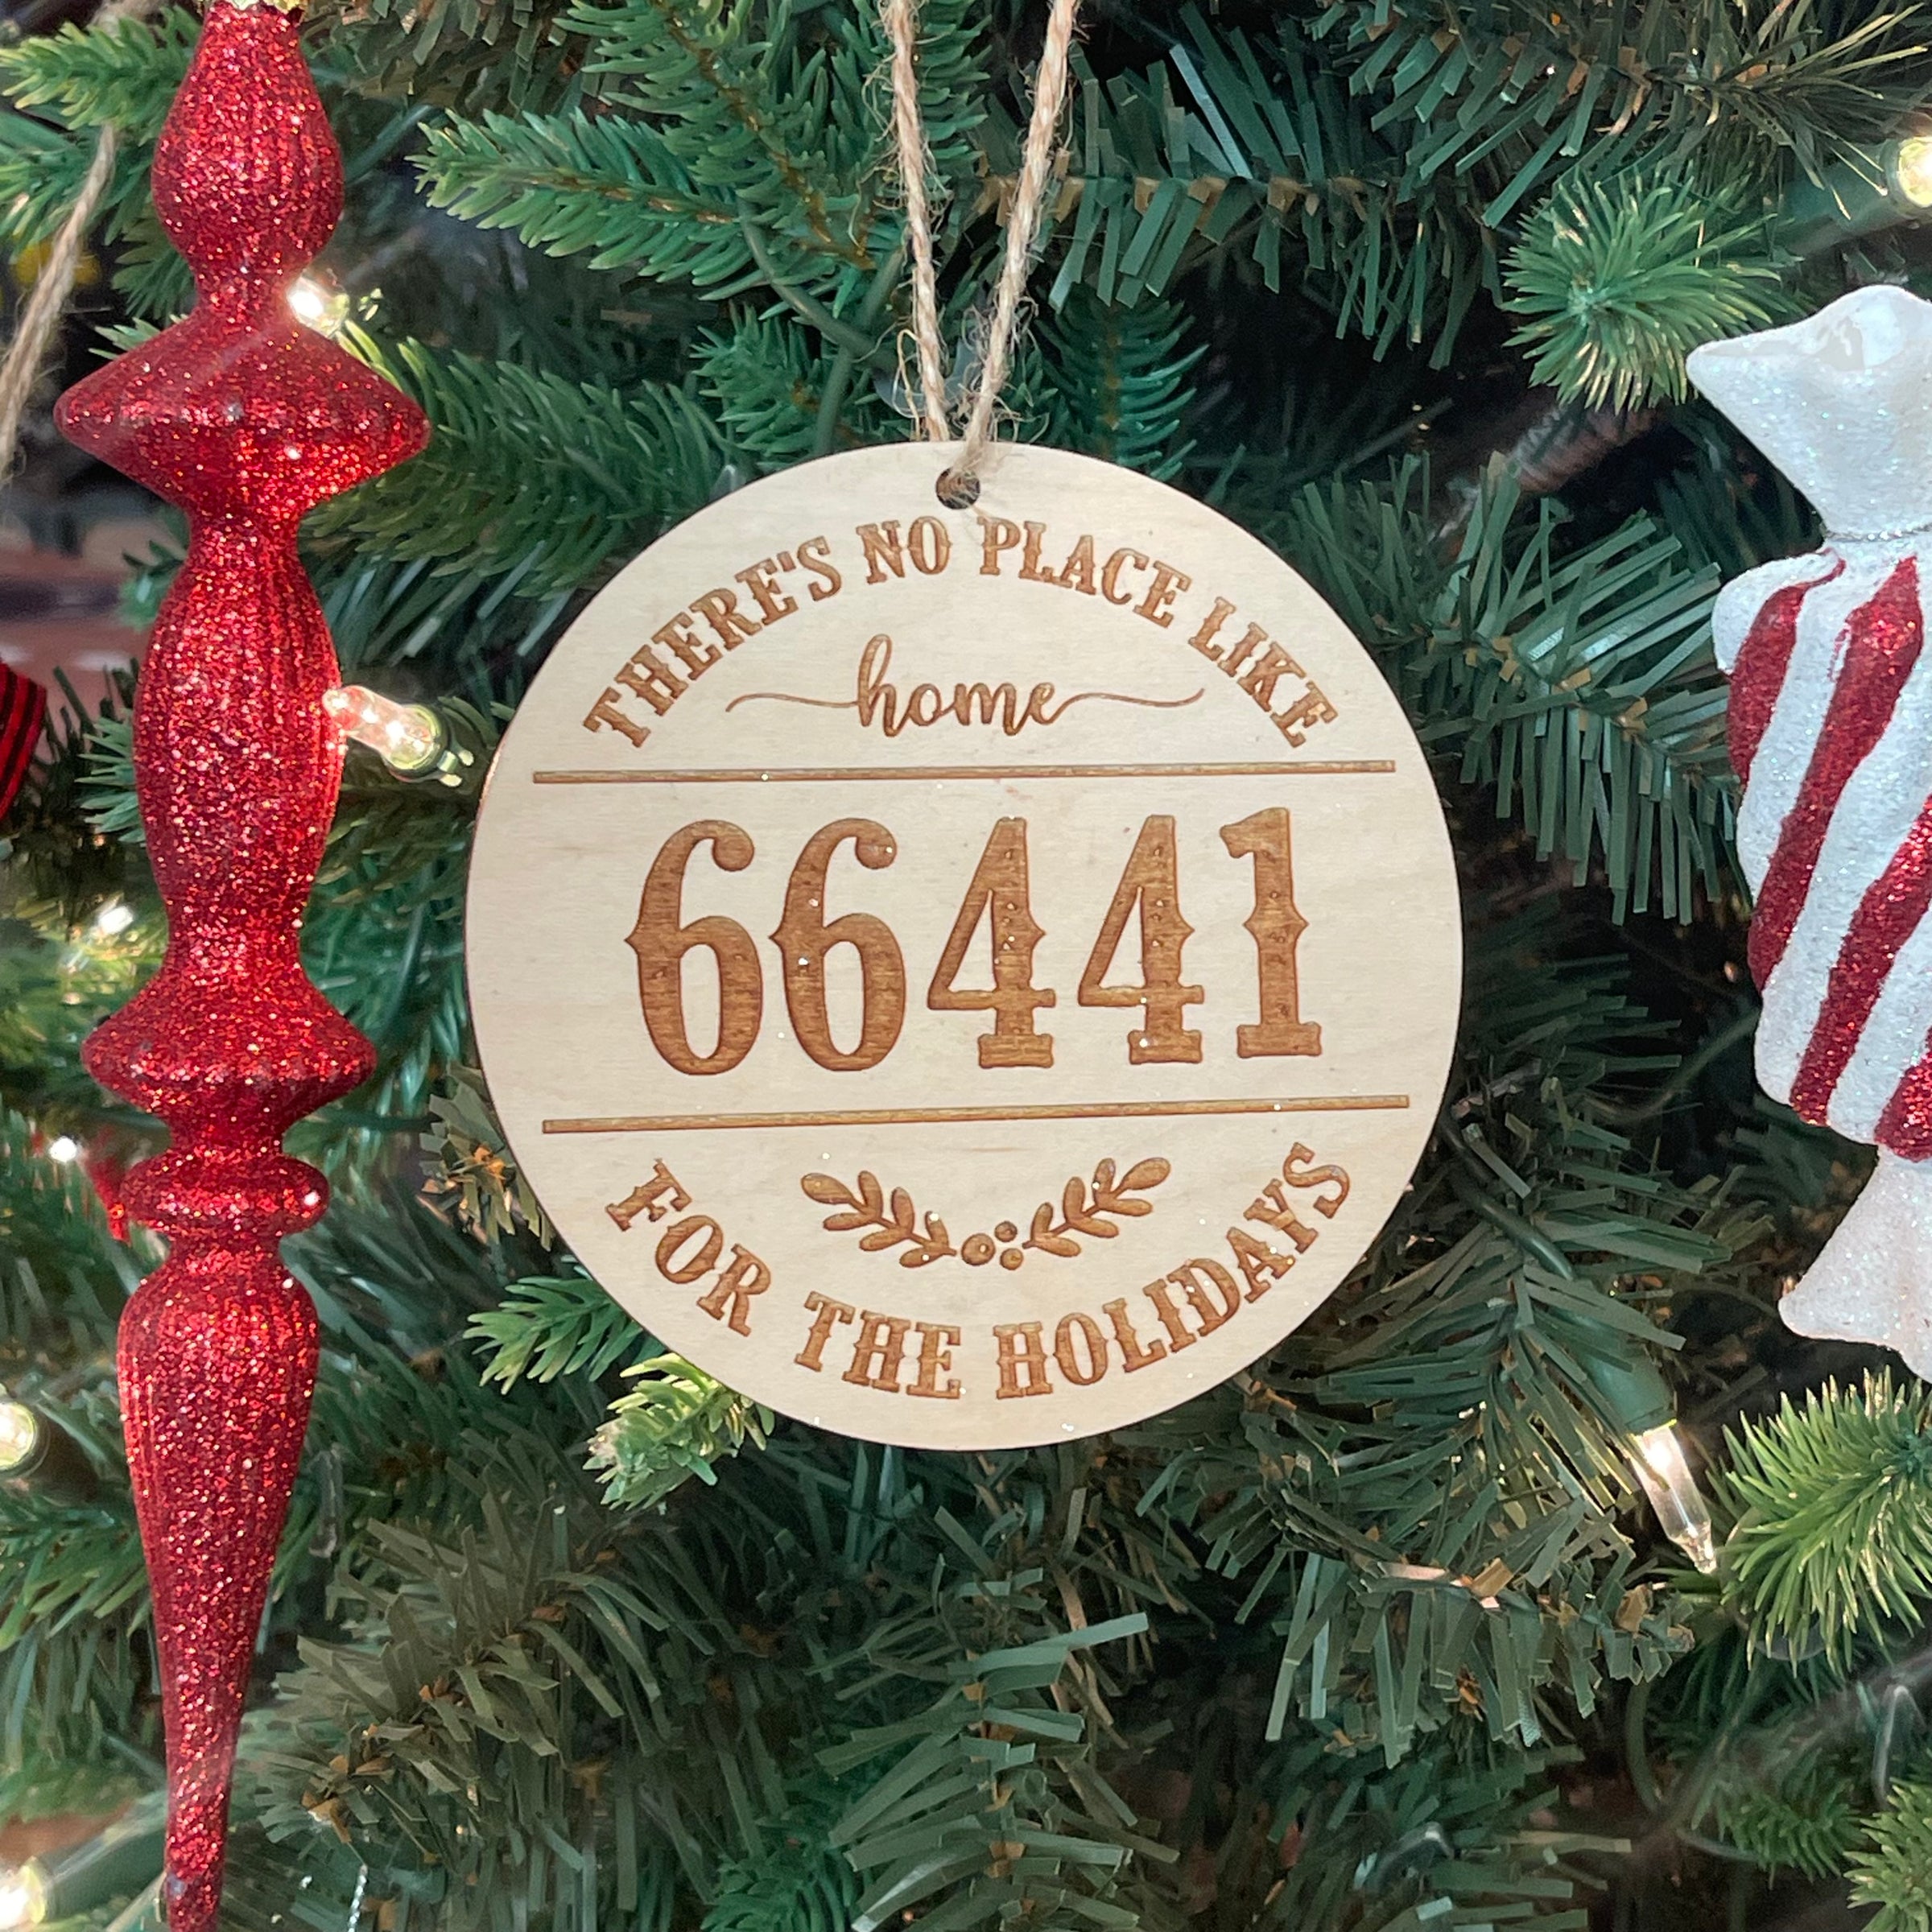 THERE'S NO PLACE LIKE
home
66441
FOR THE HOLIDAYS